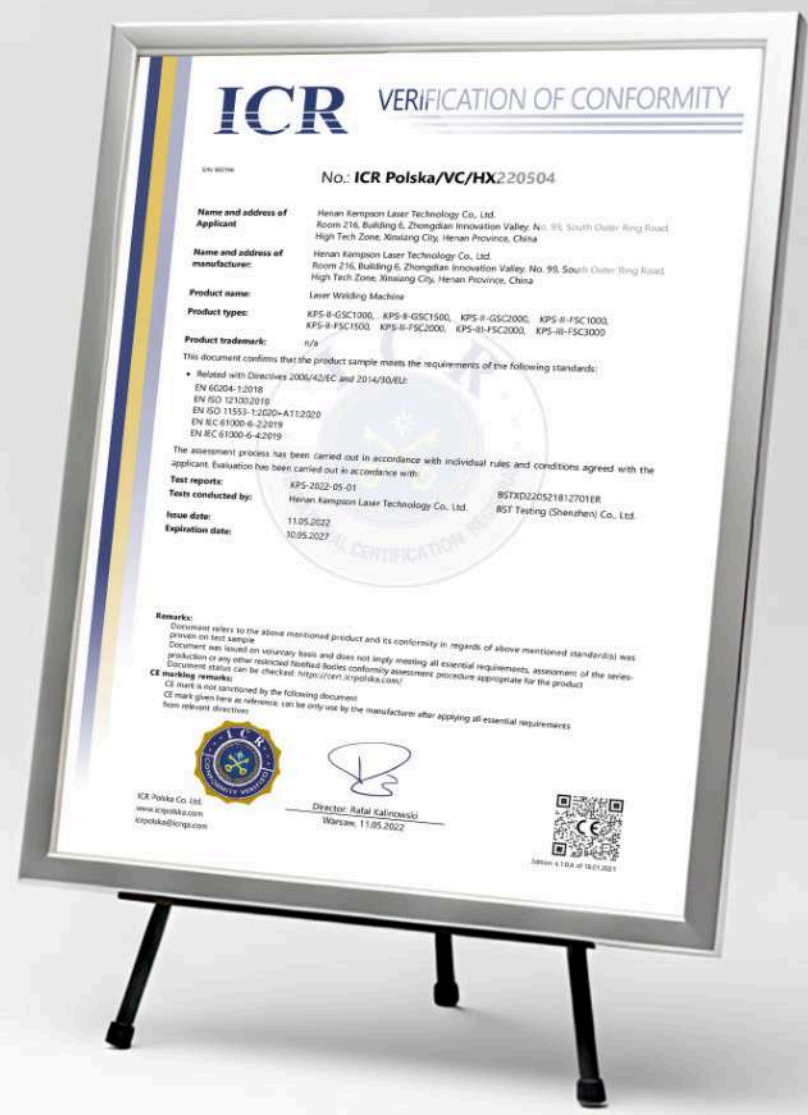 ICR VERIFICATION OF CONFORMITY
No.: ICR Polska/VC/HX220504
Name and address of Applicant
Henan Kempson Laser Technology Co., Ltd.
Room 216, Building 6, Zhongdian Innovation Valley. No. 99, South Outer Ring Road,
High Tech Zone, Xinxiang City, Henan Province, China
Name and address of manufacturer:
Henan Kempson Laser Technology Co., Ltd.
Room 216, Building 6, Zhongdian Innovation Valley. No. 99, South Outer Ring Road,
High Tech Zone, Xinxiang City, Henan Province, China
Product name: Laser Welding Machine
Product types: KPS-II-GSC1000, KPS-II-GSC1500, KPS-II-GSC2000, KPS-II-FSC1000,
KPS-II-FSC1500, KPS-II-FSC2000, KPS-III-FSC2000, KPS-III-FSC3000
Product trademark: n/a
This document confirms that the product sample meets the requirements of the following standards:
• Related with Directives 2006/42/EC and 2014/30/EU:
EN 60204-1:2018
EN ISO 12100:2010
EN ISO 11553-1:2020+A11:2020
EN IEC 61000-6-2:2019
EN IEC 61000-6-4:2019
The assessment process has been carried out in accordance with individual rules and conditions agreed with the
applicant. Evaluation has been carried out in accordance with:
Test reports: KPS-2022-05-01 BSTXD220521812701ER
Tests conducted by: Henan Kempson Laser Technology Co., Ltd. BST Testing (Shenzhen) Co., Ltd.
Issue date: 11.05.2022
Expiration date: 10.05.2027
Remarks:
Document refers to the above mentioned product and its conformity in regards of above mentioned standard(s) was
proven on test sample
Document was issued on voluntary basis and does not imply meeting all essential requirements, assessment of the series-
production or any other restricted Notified Bodies conformity assessment procedure appropriate for the product
Document status can be checked: https://cert.icrpolska.com/
CE marking remarks:
CE mark is not sanctioned by the following document
CE mark given here as reference, can be only use by the manufacturer after applying all essential requirements
from relevant directives
ICR
CONFORMITY VERIFIED
ICR Polska Co. Ltd.
www.icrpolska.com
icrpolska@icrqa.com
Director: Rafał Kalinowski
Warsaw, 11.05.2022
CE